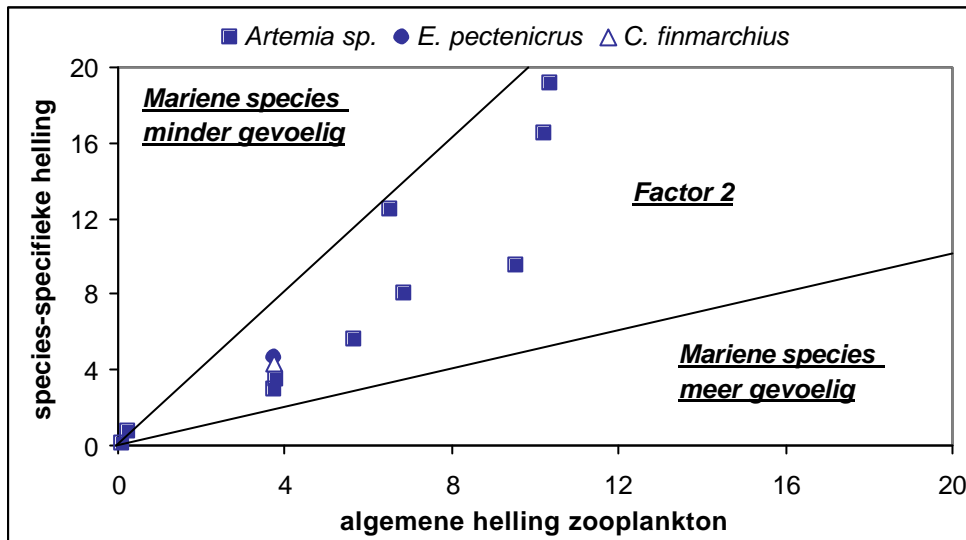 Artemia sp. E. pectenicrus C. finmarchius
20
16
12
8
4
0
species-specifieke helling
Mariene species
minder gevoelig
Factor 2
Mariene species
meer gevoelig
0 4 8 12 16 20
algemene helling zooplankton